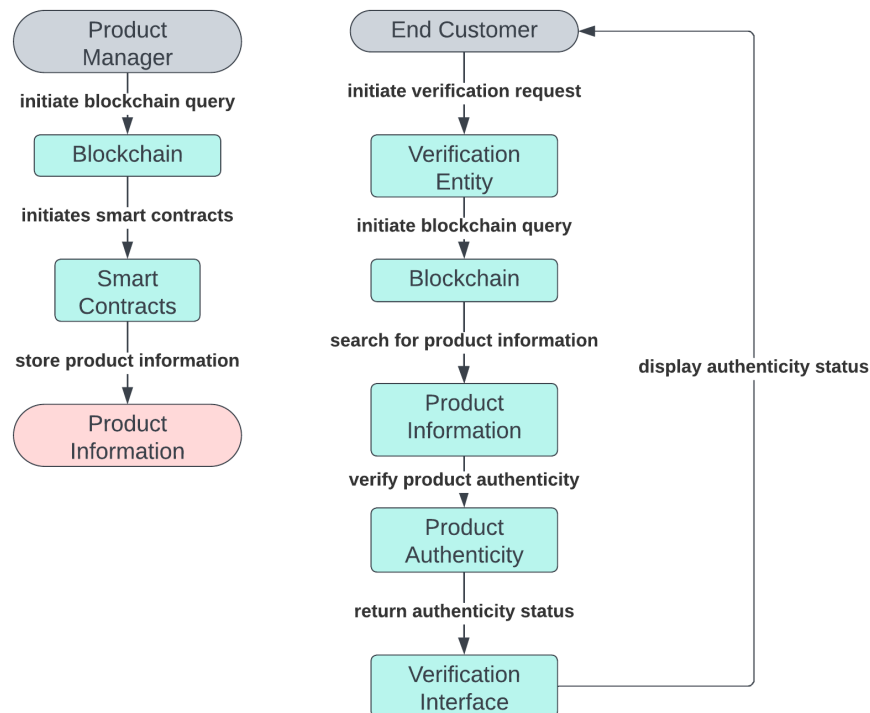 Product
Manager
initiate blockchain query
Blockchain
initiates smart contracts
Smart
Contracts
store product information
Product
Information
End Customer
initiate verification request
Verification
Entity
initiate blockchain query
Blockchain
search for product information
Product
Information
verify product authenticity
Product
Authenticity
return authenticity status
Verification
Interface
display authenticity status